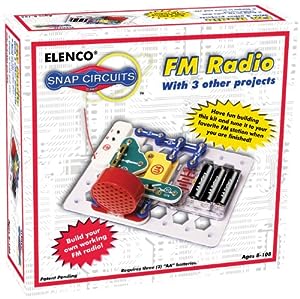 ELENCO®
SNAP CIRCUITS™
FM Radio
With 3 other projects
Have fun building
this kit and tune it to your
favorite FM station when
you are finished!
Build your
own working
FM radio!
Patent Pending
Requires three (3) "AA" batteries.
Ages 8-108